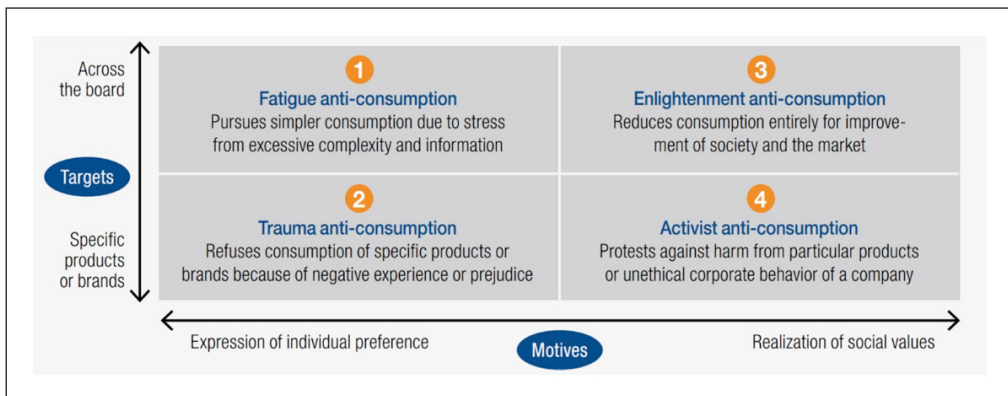 Across
the board
Targets
Specific
products
or brands
1
Fatigue anti-consumption
Pursues simpler consumption due to stress
from excessive complexity and information
3
Enlightenment anti-consumption
Reduces consumption entirely for improve-
ment of society and the market
2
Trauma anti-consumption
Refuses consumption of specific products or
brands because of negative experience or prejudice
4
Activist anti-consumption
Protests against harm from particular products
or unethical corporate behavior of a company
Expression of individual preference
Motives
Realization of social values